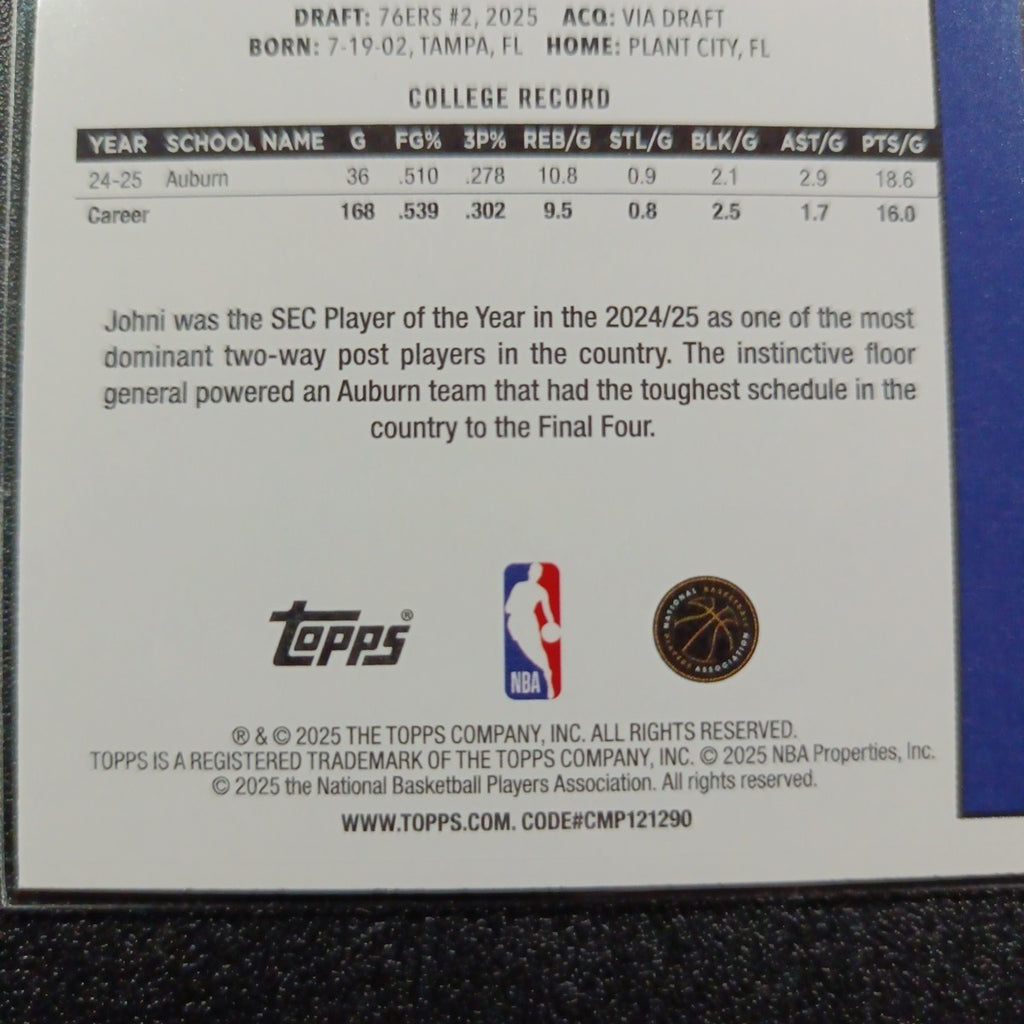 DRAFT: 76ERS #2, 2025 ACQ: VIA DRAFT
BORN: 7-19-02, TAMPA, FL HOME: PLANT CITY, FL
COLLEGE RECORD
YEAR SCHOOL NAME G FG% 3P% REB/G STL/G BLK/G AST/G PTS/G
24-25 Auburn 36 .510 .278 10.8 0.9 2.1 2.9 18.6
Career 168 .539 .302 9.5 0.8 2.5 1.7 16.0
Johni was the SEC Player of the Year in the 2024/25 as one of the most
dominant two-way post players in the country. The instinctive floor
general powered an Auburn team that had the toughest schedule in the
country to the Final Four.
Topps®
NBA
NATIONAL BASKETBALL
PLAYERS ASSOCIATION
® & © 2025 THE TOPPS COMPANY, INC. ALL RIGHTS RESERVED.
TOPPS IS A REGISTERED TRADEMARK OF THE TOPPS COMPANY, INC. © 2025 NBA Properties, Inc.
© 2025 the National Basketball Players Association. All rights reserved.
WWW.TOPPS.COM. CODE#CMP121290